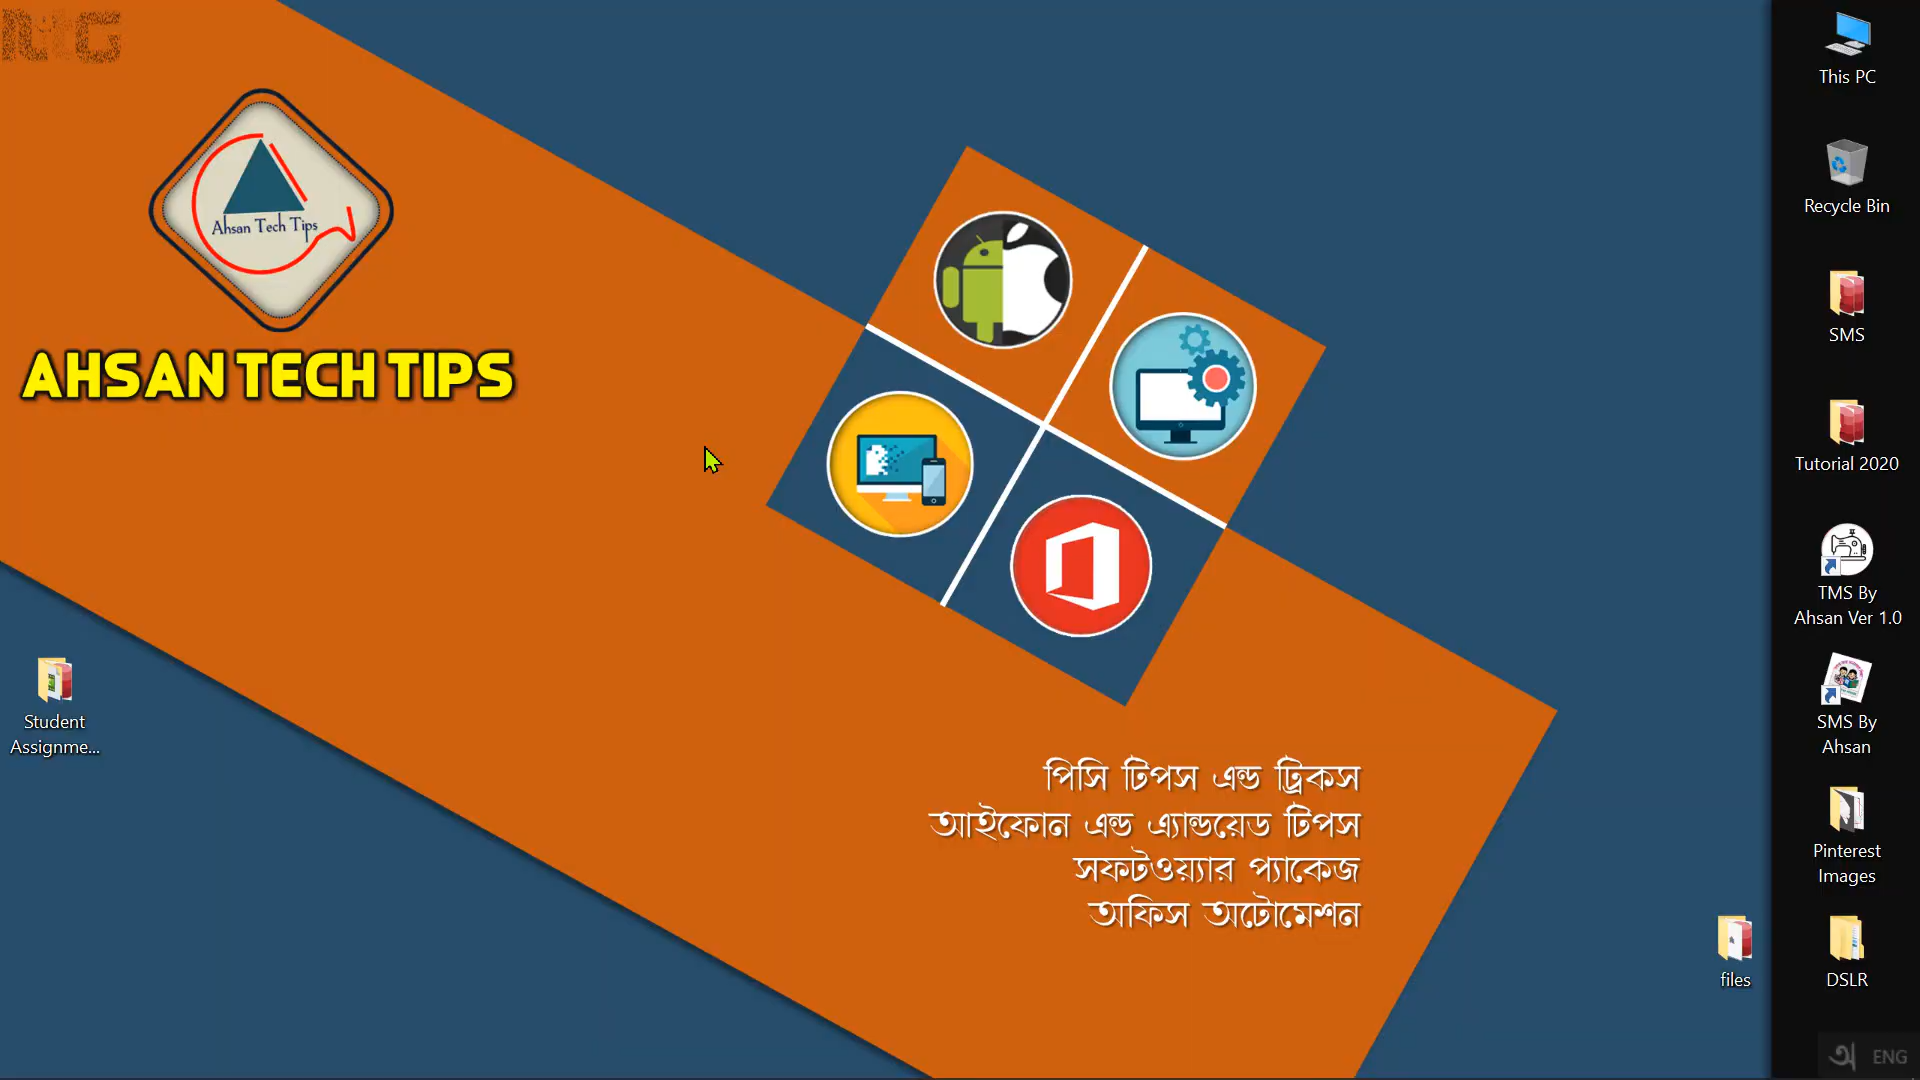 MtG
Ahsan Tech Tips
AHSAN TECH TIPS
পিসি টিপস এন্ড ট্রিকস
আইফোন এন্ড এ্যান্ডয়েড টিপস
সফটওয়্যার প্যাকেজ
অফিস অটোমেশন
Student
Assignme...
files
This PC
Recycle Bin
SMS
Tutorial 2020
TMS By
Ahsan Ver 1.0
SMS By
Ahsan
Pinterest
Images
DSLR
অ ENG